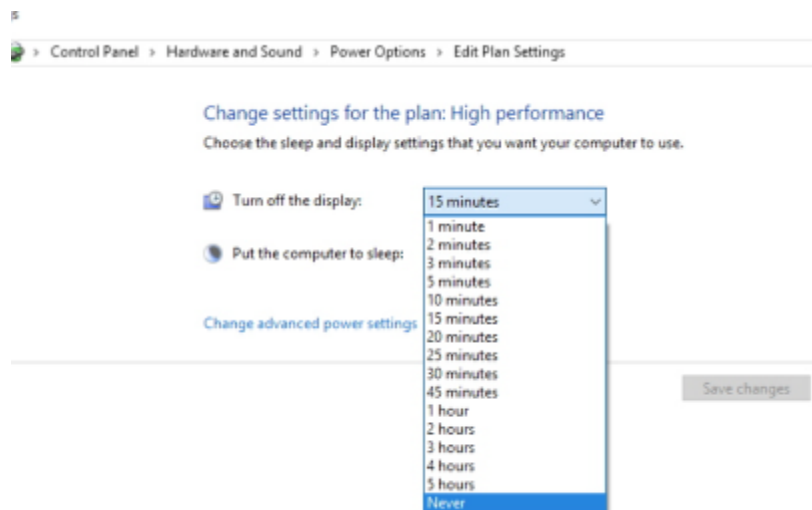 Control Panel > Hardware and Sound > Power Options > Edit Plan Settings
Change settings for the plan: High performance
Choose the sleep and display settings that you want your computer to use.
Turn off the display: 15 minutes
1 minute
2 minutes
Put the computer to sleep:
3 minutes
5 minutes
10 minutes
15 minutes
Change advanced power settings
20 minutes
25 minutes
30 minutes
45 minutes
Save changes
1 hour
2 hours
3 hours
4 hours
5 hours
Never